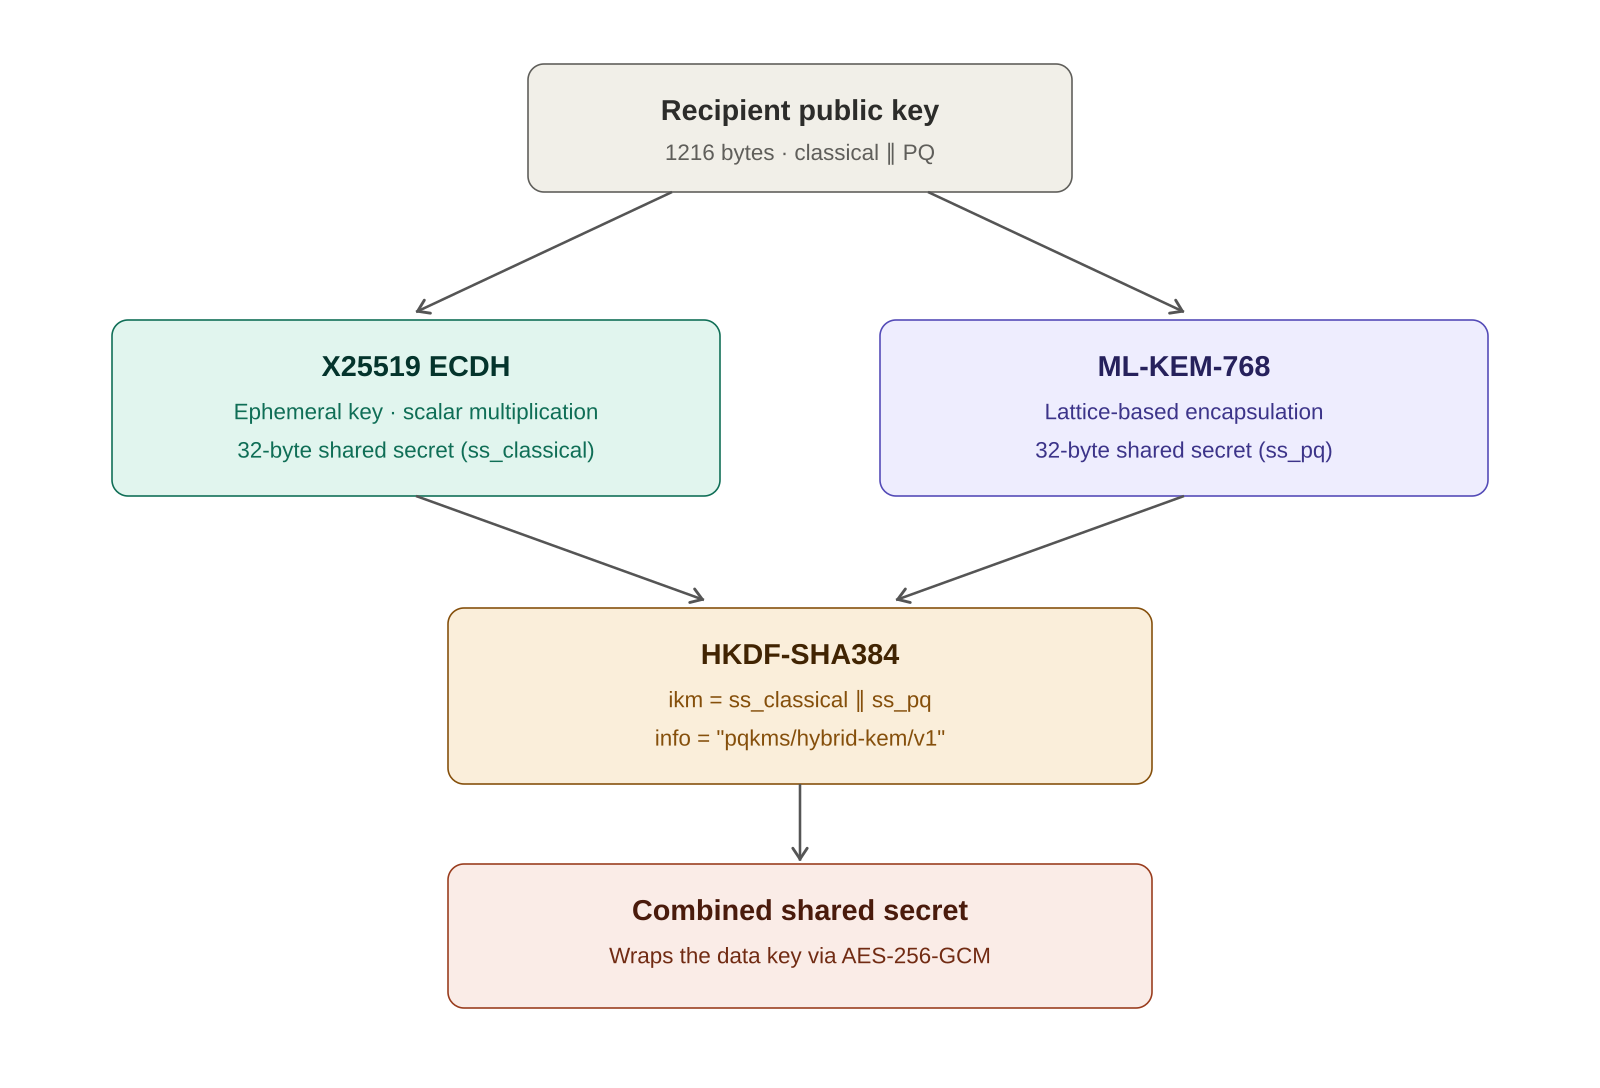 Recipient public key
1216 bytes · classical ∥ PQ
X25519 ECDH
Ephemeral key · scalar multiplication
32-byte shared secret (ss_classical)
ML-KEM-768
Lattice-based encapsulation
32-byte shared secret (ss_pq)
HKDF-SHA384
ikm = ss_classical ∥ ss_pq
info = "pqkms/hybrid-kem/v1"
Combined shared secret
Wraps the data key via AES-256-GCM